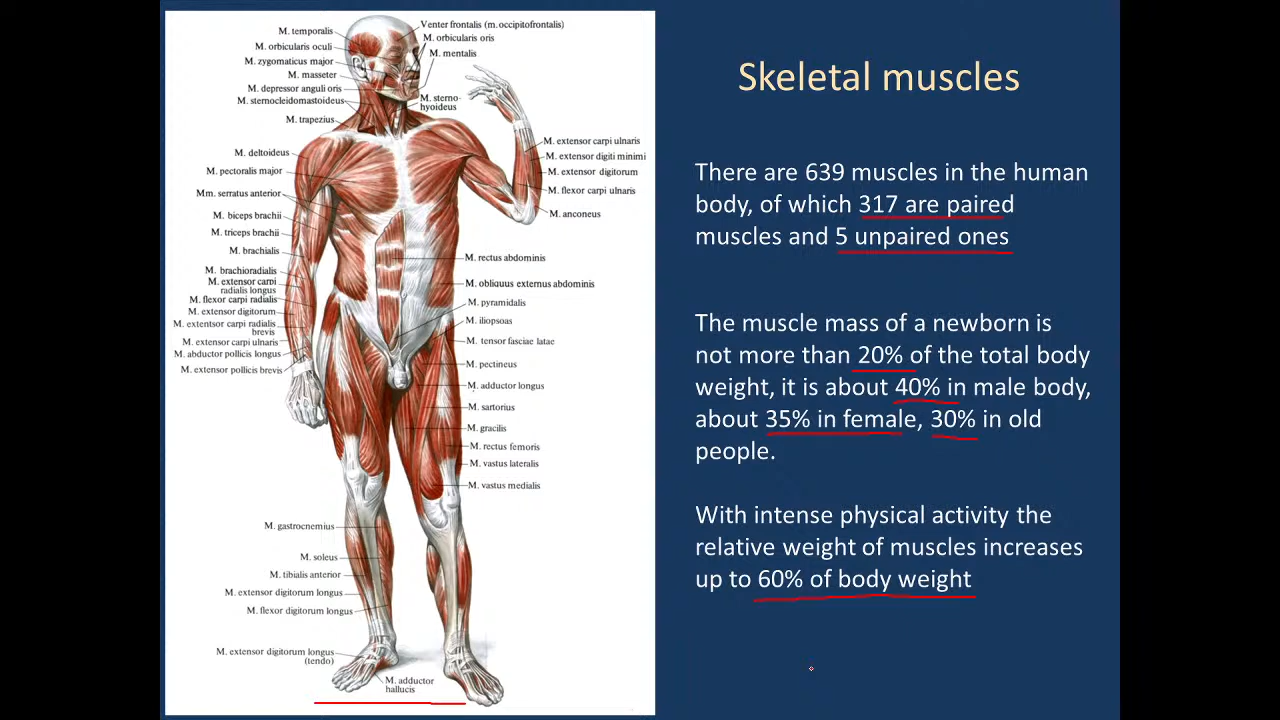 M. temporalis
M. orbicularis oculi
M. zygomaticus major
M. masseter
M. depressor anguli oris
M. sternocleidomastoideus
M. trapezius
M. deltoideus
M. pectoralis major
Mm. serratus anterior
M. biceps brachii
M. triceps brachii
M. brachialis
M. brachioradialis
M. extensor carpi
radialis longus
M. flexor carpi radialis
M. extensor digitorum
M. extentsor carpi radialis
brevis
M. extensor carpi ulnaris
M. abductor pollicis longus
M. extensor pollicis brevis
M. gastrocnemius
M. soleus
M. tibialis anterior
M. extensor digitorum longus
M. flexor digitorum longus
M. extensor digitorum longus
(tendo)
Venter frontalis (m. occipitofrontalis)
M. orbicularis oris
M. mentalis
M. sterno-
hyoideus
M. extensor carpi ulnaris
M. extensor digiti minimi
M. extensor digitorum
M. flexor carpi ulnaris
M. anconeus
M. rectus abdominis
M. obliquus externus abdominis
M. pyramidalis
M. iliopsoas
M. tensor fasciae latae
M. pectineus
M. adductor longus
M. sartorius
M. gracilis
M. rectus femoris
M. vastus lateralis
M. vastus medialis
M. adductor
hallucis
Skeletal muscles
There are 639 muscles in the human
body, of which 317 are paired
muscles and 5 unpaired ones
The muscle mass of a newborn is
not more than 20% of the total body
weight, it is about 40% in male body,
about 35% in female, 30% in old
people.
With intense physical activity the
relative weight of muscles increases
up to 60% of body weight